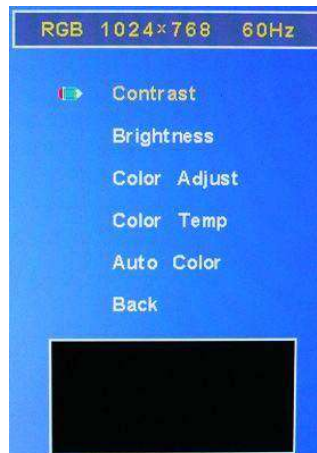 RGB 1024×768 60Hz
Contrast
Brightness
Color Adjust
Color Temp
Auto Color
Back